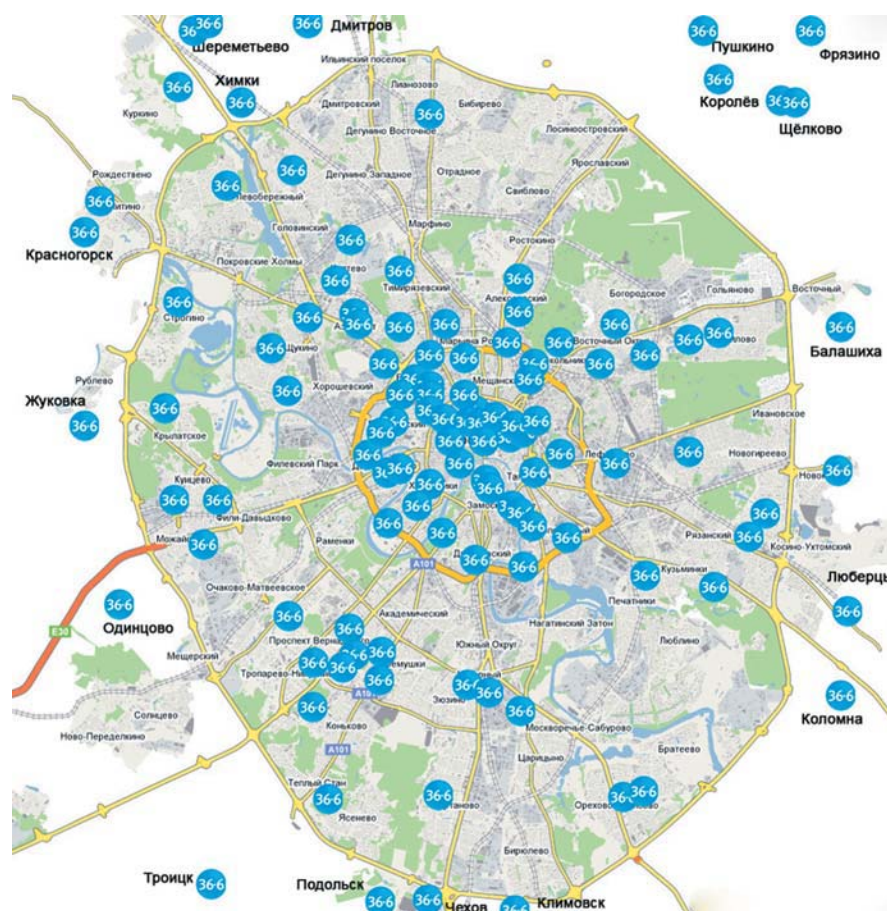 Дмитров
Шереметьево
Пушкино
Фрязино
Ильинский поселок
Химки
Лианозово
Королёв
Куркино
Дмитровский
Бибирево
36·6
Щёлково
Дегунино Восточное
Лосиноостровский
Ярославский
Рождествено
Дегунино Западное
Отрадное
Левобережный
Свиблово
Головинский
Марфино
Красногорск
Ростокино
Покровские Холмы
Тимирязевский
Богородское
Гольяново
Восточный
Строгино
Щукино
Балашиха
Рублево
Хорошевский
Жуковка
Ивановское
Крылатское
Филевский Парк
Новогиреево
Кунцево
Фили-Давыдково
Рязанский
Раменки
Косино-Ухтомский
A101
Кузьминки
Очаково-Матвеевское
Люберцы
Печатники
Академический
Нагатинский Затон
Одинцово
E30
Люблино
Южный Округ
Мещерский
Зюзино
Коломна
Солнцево
Коньково
Москворечье-Сабурово
Ново-Переделкино
Братеево
A101
Царицыно
Теплый Стан
Ясенево
Бирюлево
Троицк
Подольск
Чехов
Климовск